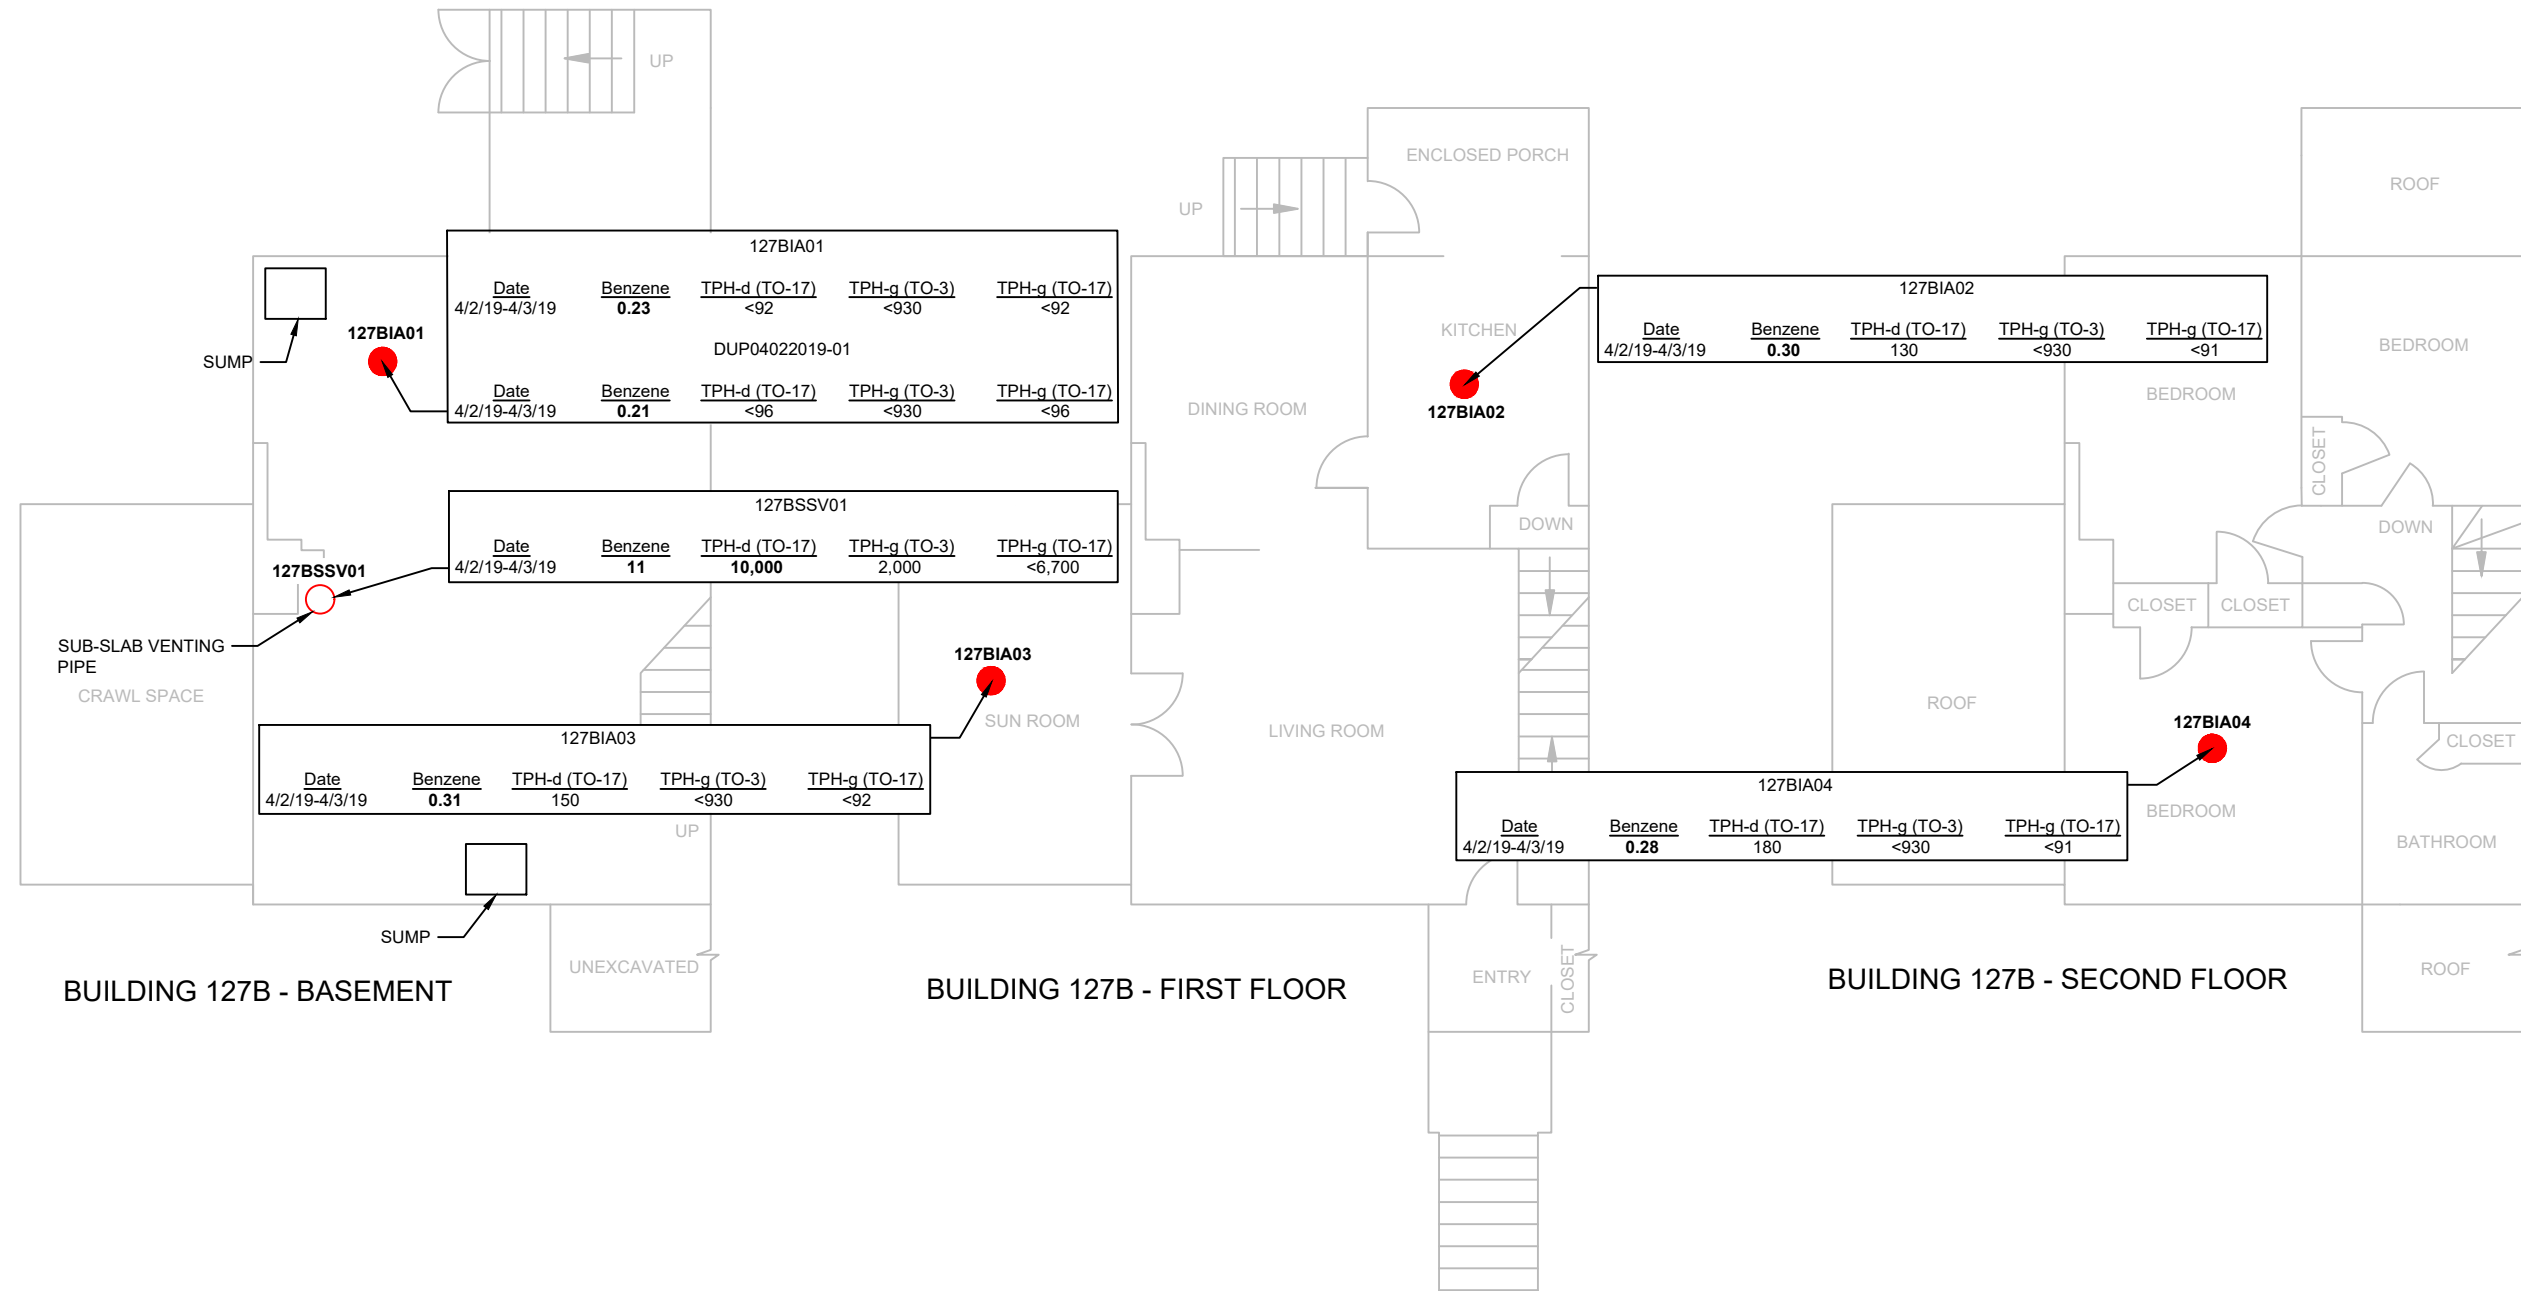 UP
ENCLOSED PORCH
ROOF
UP
127BIA01
Date Benzene TPH-d (TO-17) TPH-g (TO-3) TPH-g (TO-17)
4/2/19-4/3/19 0.23 <92 <930 <92
DUP04022019-01
Date Benzene TPH-d (TO-17) TPH-g (TO-3) TPH-g (TO-17)
4/2/19-4/3/19 0.21 <96 <930 <96
127BIA01
SUMP
127BIA02
Date Benzene TPH-d (TO-17) TPH-g (TO-3) TPH-g (TO-17)
4/2/19-4/3/19 0.30 130 <930 <91
KITCHEN
BEDROOM
BEDROOM
DINING ROOM
127BIA02
CLOSET
127BSSV01
Date Benzene TPH-d (TO-17) TPH-g (TO-3) TPH-g (TO-17)
4/2/19-4/3/19 11 10,000 2,000 <6,700
DOWN
DOWN
127BSSV01
CLOSET
CLOSET
SUB-SLAB VENTING
PIPE
CRAWL SPACE
127BIA03
SUN ROOM
LIVING ROOM
ROOF
127BIA04
CLOSET
127BIA03
Date Benzene TPH-d (TO-17) TPH-g (TO-3) TPH-g (TO-17)
4/2/19-4/3/19 0.31 150 <930 <92
127BIA04
Date Benzene TPH-d (TO-17) TPH-g (TO-3) TPH-g (TO-17)
4/2/19-4/3/19 0.28 180 <930 <91
BEDROOM
UP
BATHROOM
SUMP
UNEXCAVATED
ENTRY
CLOSET
ROOF
BUILDING 127B - BASEMENT
BUILDING 127B - FIRST FLOOR
BUILDING 127B - SECOND FLOOR